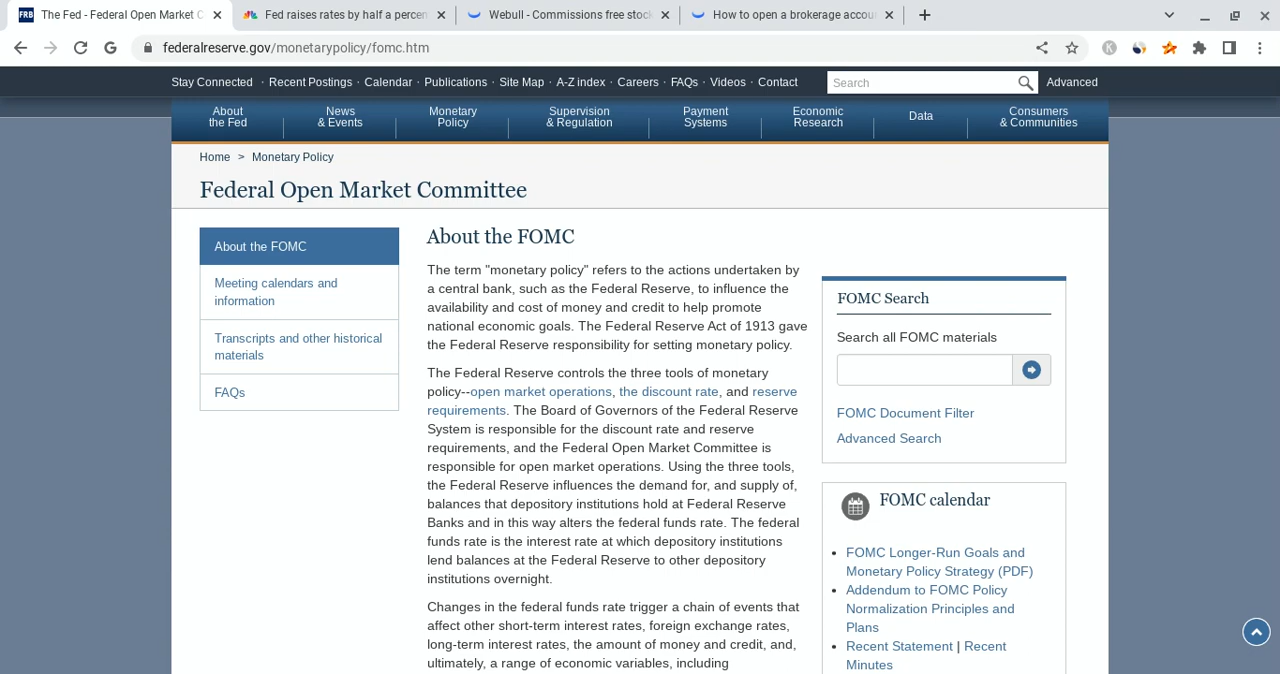 FRB The Fed - Federal Open Market C
Fed raises rates by half a percen
Webull - Commissions free stock
How to open a brokerage accou
federalreserve.gov/monetarypolicy/fomc.htm
Stay Connected · Recent Postings · Calendar · Publications · Site Map · A-Z index · Careers · FAQs · Videos · Contact
Search
Advanced
About
the Fed
News
& Events
Monetary
Policy
Supervision
& Regulation
Payment
Systems
Economic
Research
Data
Consumers
& Communities
Home > Monetary Policy
Federal Open Market Committee
About the FOMC
Meeting calendars and
information
Transcripts and other historical
materials
FAQs
About the FOMC
The term "monetary policy" refers to the actions undertaken by
a central bank, such as the Federal Reserve, to influence the
availability and cost of money and credit to help promote
national economic goals. The Federal Reserve Act of 1913 gave
the Federal Reserve responsibility for setting monetary policy.
The Federal Reserve controls the three tools of monetary
policy--open market operations, the discount rate, and reserve
requirements. The Board of Governors of the Federal Reserve
System is responsible for the discount rate and reserve
requirements, and the Federal Open Market Committee is
responsible for open market operations. Using the three tools,
the Federal Reserve influences the demand for, and supply of,
balances that depository institutions hold at Federal Reserve
Banks and in this way alters the federal funds rate. The federal
funds rate is the interest rate at which depository institutions
lend balances at the Federal Reserve to other depository
institutions overnight.
Changes in the federal funds rate trigger a chain of events that
affect other short-term interest rates, foreign exchange rates,
long-term interest rates, the amount of money and credit, and,
ultimately, a range of economic variables, including
FOMC Search
Search all FOMC materials
FOMC Document Filter
Advanced Search
FOMC calendar
• FOMC Longer-Run Goals and
Monetary Policy Strategy (PDF)
• Addendum to FOMC Policy
Normalization Principles and
Plans
• Recent Statement | Recent
Minutes